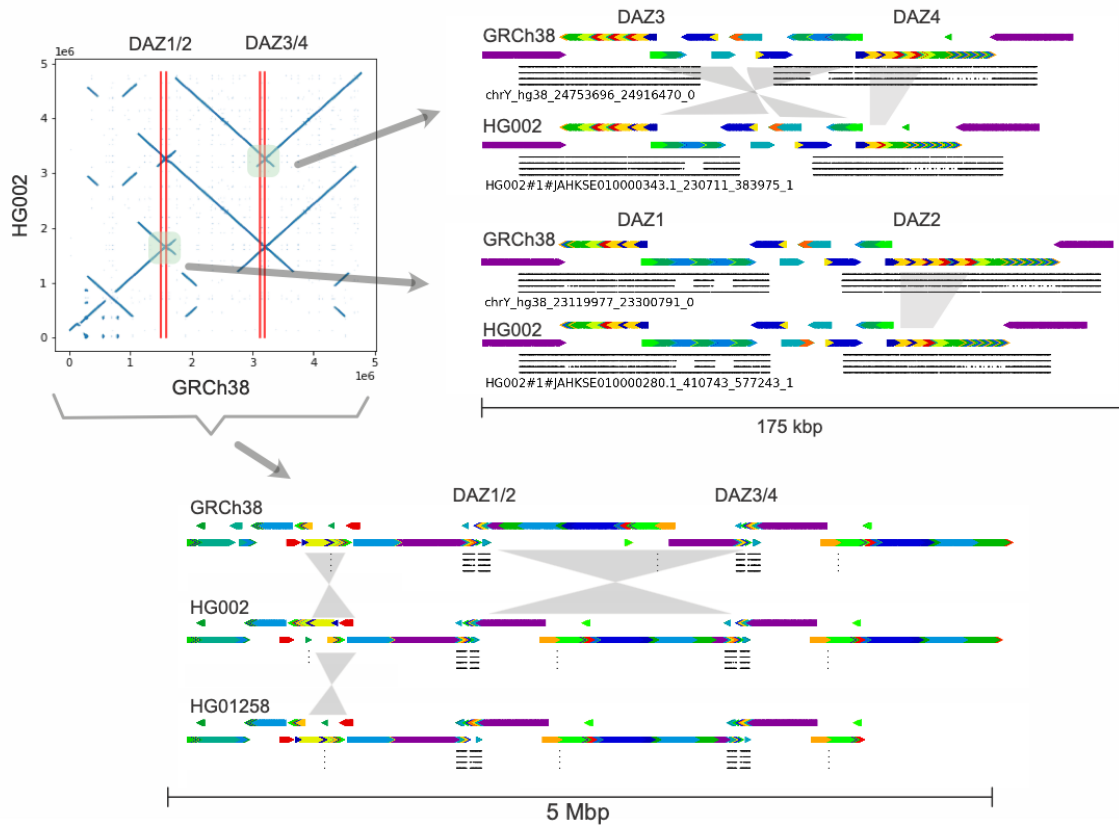 DAZ1/2 DAZ3/4
1e6
5
4
3
2
1
0
HG002
0 1 2 3 4 5
1e6
GRCh38
DAZ3 DAZ4
GRCh38
chrY_hg38_24753696_24916470_0
HG002
HG002#1#JAHKSE010000343.1_230711_383975_1
DAZ1 DAZ2
GRCh38
chrY_hg38_23119977_23300791_0
HG002
HG002#1#JAHKSE010000280.1_410743_577243_1
175 kbp
DAZ1/2 DAZ3/4
GRCh38
HG002
HG01258
5 Mbp